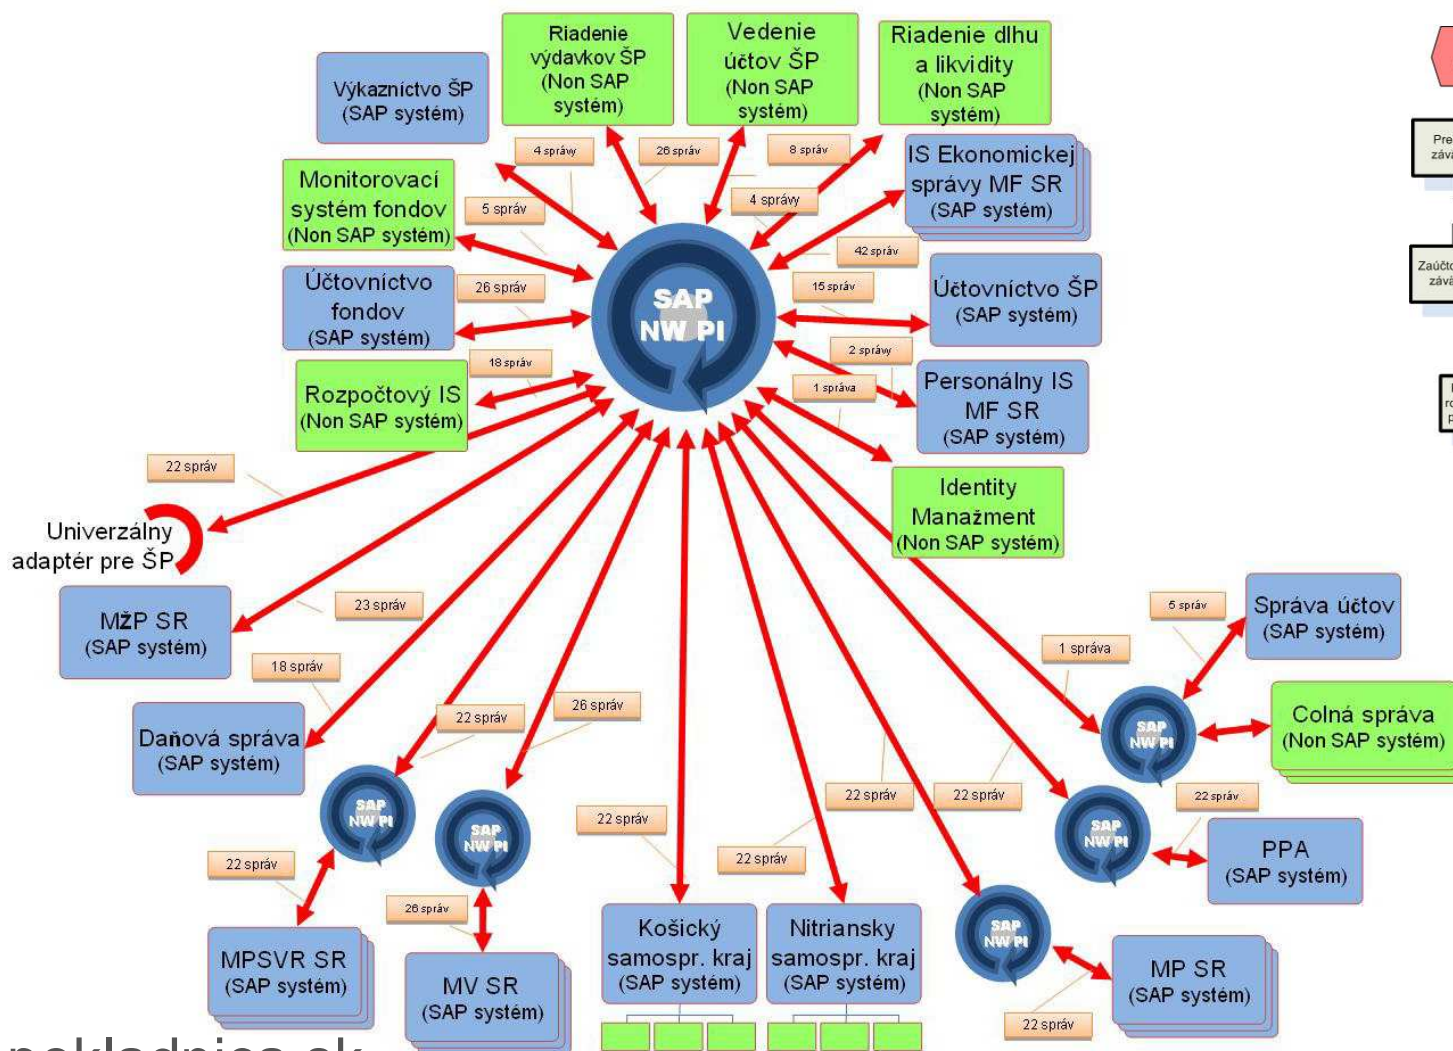 Výkazníctvo ŠP
(SAP systém)
Riadenie
výdavkov ŠP
(Non SAP
systém)
Vedenie
účtov ŠP
(Non SAP
systém)
Riadenie dlhu
a likvidity
(Non SAP
systém)
4 správy
26 správ
8 správ
4 správy
IS Ekonomickej
správy MF SR
(SAP systém)
Monitorovací
systém fondov
(Non SAP systém)
5 správ
42 správ
Účtovníctvo
fondov
(SAP systém)
26 správ
SAP
NW PI
15 správ
Účtovníctvo ŠP
(SAP systém)
Rozpočtový IS
(Non SAP systém)
18 správ
2 správy
1 správa
Personálny IS
MF SR
(SAP systém)
22 správ
Identity
Manažment
(Non SAP systém)
Univerzálny
adaptér pre ŠP
MŽP SR
(SAP systém)
23 správ
5 správ
Správa účtov
(SAP systém)
18 správ
1 správa
Daňová správa
(SAP systém)
22 správ
26 správ
SAP
NW PI
Colná správa
(Non SAP systém)
SAP
NW PI
SAP
NW PI
22 správ
22 správ
22 správ
22 správ
22 správ
SAP
NW PI
22 správ
PPA
(SAP systém)
22 správ
26 správ
MPSVR SR
(SAP systém)
MV SR
(SAP systém)
Košický
samospr. kraj
(SAP systém)
Nitriansky
samospr. kraj
(SAP systém)
SAP
NW PI
MP SR
(SAP systém)
22 správ
Pre
závä
Zaúčto
závä